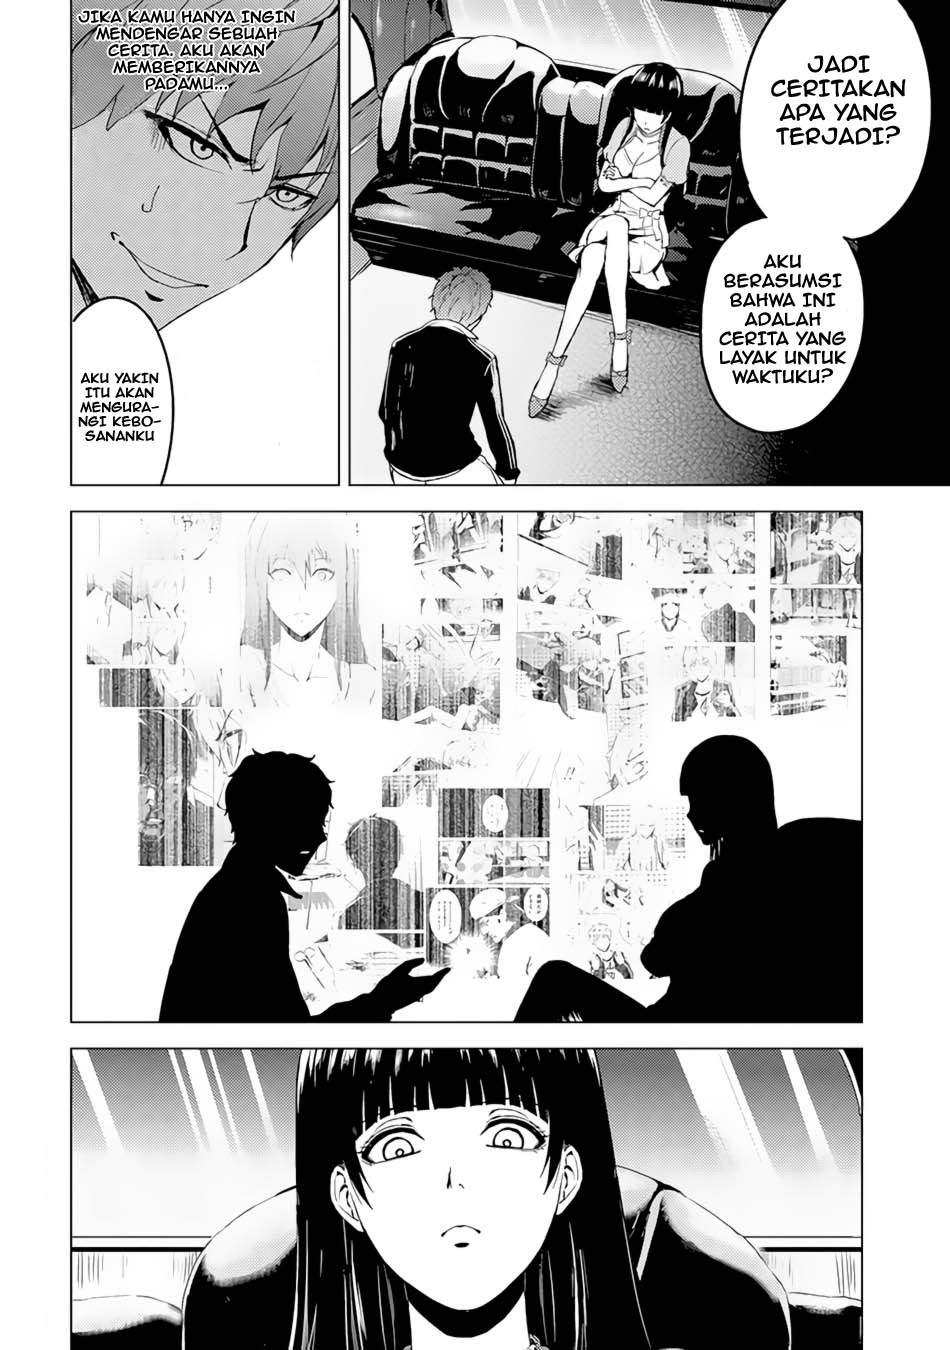 JADI
CERITAKAN
APA YANG
TERJADI?
AKU
BERASUMSI
BAHWA INI
ADALAH
CERITA YANG
LAYAK UNTUK
WAKTUKU?
JIKA KAMU HANYA INGIN
MENDENGAR SEBUAH
CERITA. AKU AKAN
MEMBERIKANNYA
PADAMU...
AKU YAKIN
ITU AKAN
MENGURA-
NGI KEBO-
SANANKU